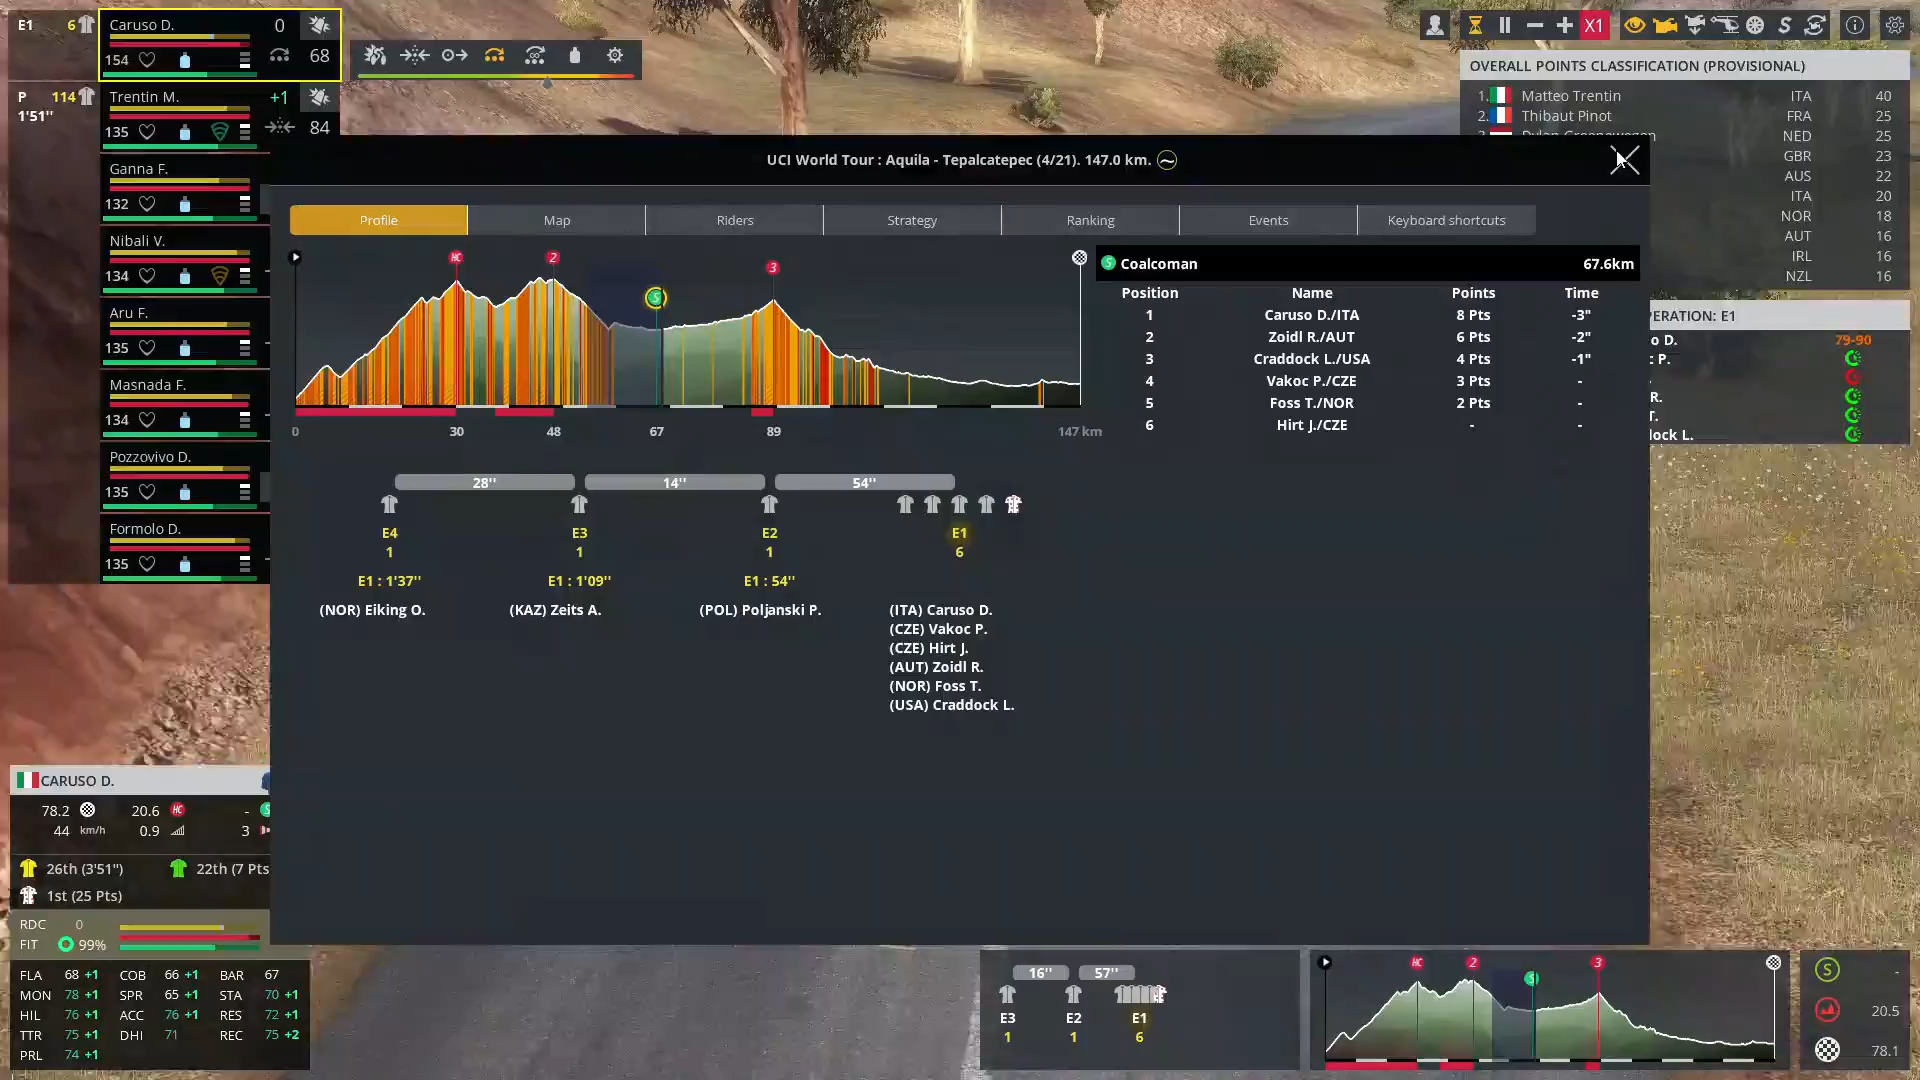 E1 6
Caruso D. 0
154 68
P 114
1'51''
Trentin M. +1
135 84
Ganna F.
132
Nibali V.
134
Aru F.
135
Masnada F.
134
Pozzovivo D.
135
Formolo D.
135
X1
OVERALL POINTS CLASSIFICATION (PROVISIONAL)
1. Matteo Trentin ITA 40
2. Thibaut Pinot FRA 25
NED 25
GBR 23
AUS 22
ITA 20
NOR 18
AUT 16
IRL 16
NZL 16
ERATION: E1
o D. 79-90
P.
R.
T.
lock L.
UCI World Tour : Aquila - Tepalcatepec (4/21). 147.0 km.
Profile Map Riders Strategy Ranking Events Keyboard shortcuts
HC 2 S 3
0 30 48 67 89 147 km
S Coalcoman 67.6km
Position Name Points Time
1 Caruso D./ITA 8 Pts -3"
2 Zoidl R./AUT 6 Pts -2"
3 Craddock L./USA 4 Pts -1"
4 Vakoc P./CZE 3 Pts -
5 Foss T./NOR 2 Pts -
6 Hirt J./CZE - -
28'' 14'' 54''
E4 E3 E2 E1
1 1 1 6
E1 : 1'37'' E1 : 1'09'' E1 : 54''
(NOR) Eiking O. (KAZ) Zeits A. (POL) Poljanski P. (ITA) Caruso D.
(CZE) Vakoc P.
(CZE) Hirt J.
(AUT) Zoidl R.
(NOR) Foss T.
(USA) Craddock L.
CARUSO D.
78.2 20.6 HC - S
44 km/h 0.9 3
26th (3'51'') 22th (7 Pts
1st (25 Pts)
RDC 0
FIT 99%
FLA 68 +1 COB 66 +1 BAR 67
MON 78 +1 SPR 65 +1 STA 70 +1
HIL 76 +1 ACC 76 +1 RES 72 +1
TTR 75 +1 DHI 71 REC 75 +2
PRL 74 +1
16'' 57''
E3 E2 E1
1 1 6
HC 2 S 3
S -
20.5
78.1